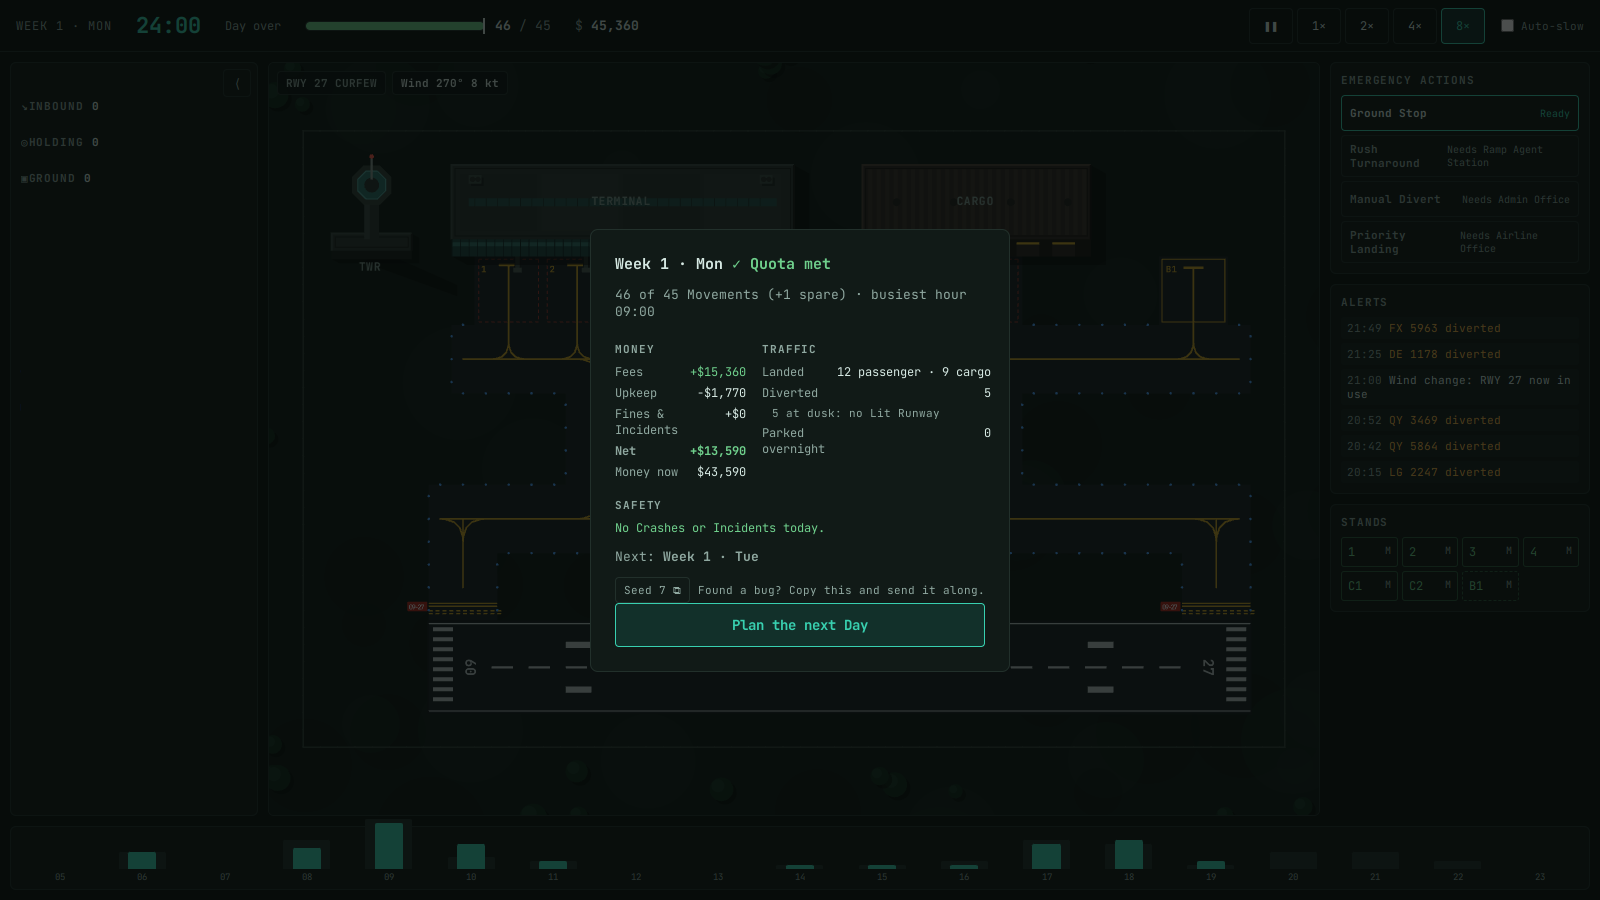 WEEK 1 · MON 24:00 Day over 46 / 45 $ 45,360
❚❚ 1× 2× 4× 8× Auto-slow
⟨
↘INBOUND 0
◎HOLDING 0
▣GROUND 0
RWY 27 CURFEW Wind 270° 8 kt
TERMINAL
CARGO
TWR
1 2
B1
09-27
09-27
09
27
Week 1 · Mon ✓ Quota met
46 of 45 Movements (+1 spare) · busiest hour
09:00
MONEY
Fees +$15,360
Upkeep -$1,770
Fines & +$0
Incidents
Net +$13,590
Money now $43,590
TRAFFIC
Landed 12 passenger · 9 cargo
Diverted 5
5 at dusk: no Lit Runway
Parked 0
overnight
SAFETY
No Crashes or Incidents today.
Next: Week 1 · Tue
Seed 7 ⧉ Found a bug? Copy this and send it along.
Plan the next Day
EMERGENCY ACTIONS
Ground Stop Ready
Rush Needs Ramp Agent
Turnaround Station
Manual Divert Needs Admin Office
Priority Needs Airline
Landing Office
ALERTS
21:49 FX 5963 diverted
21:25 DE 1178 diverted
21:00 Wind change: RWY 27 now in
use
20:52 QY 3469 diverted
20:42 QY 5864 diverted
20:15 LG 2247 diverted
STANDS
1 M 2 M 3 M 4 M
C1 M C2 M B1 M
05 06 07 08 09 10 11 12 13 14 15 16 17 18 19 20 21 22 23